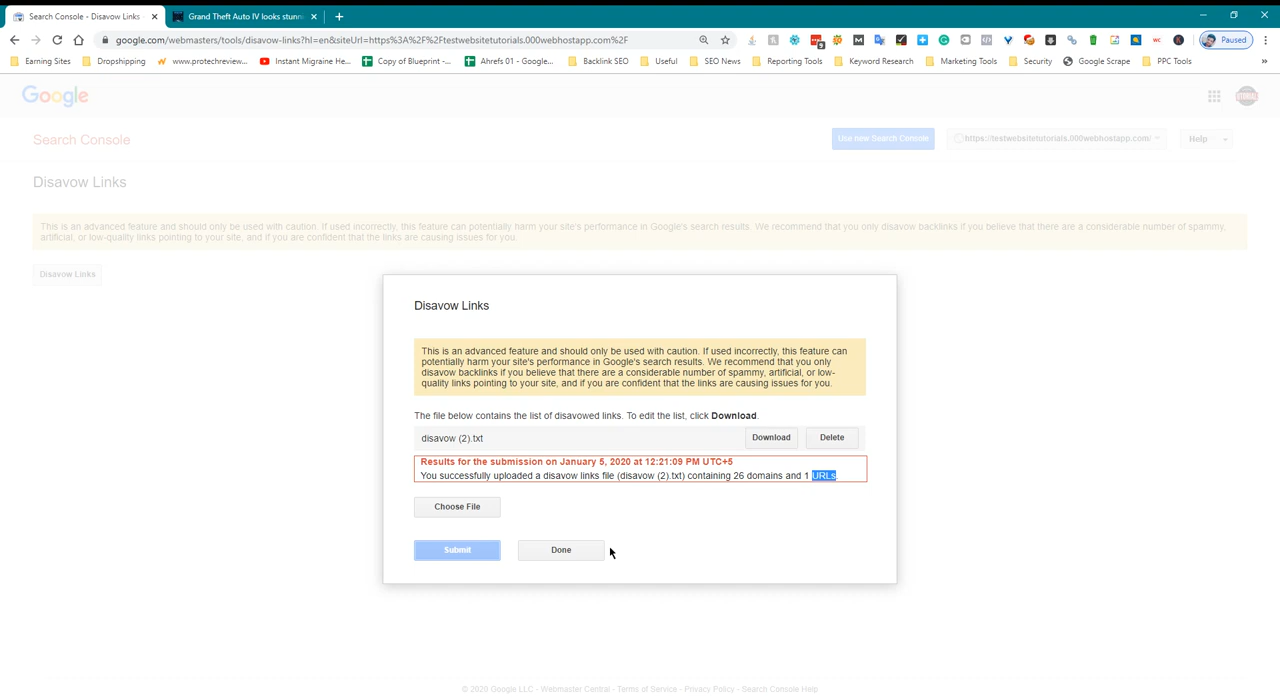 Search Console - Disavow Links
Grand Theft Auto IV looks stunn
google.com/webmasters/tools/disavow-links?hl=en&siteUrl=https%3A%2F%2Ftestwebsitetutorials.000webhostapp.com%2F
Paused
Earning Sites
Dropshipping
www.protechreview...
Instant Migraine He...
Copy of Blueprint -...
Ahrefs 01 - Google...
Backlink SEO
Useful
SEO News
Reporting Tools
Keyword Research
Marketing Tools
Security
Google Scrape
PPC Tools
Google
Search Console
Use new Search Console
https://testwebsitetutorials.000webhostapp.com/
Help
Disavow Links
This is an advanced feature and should only be used with caution. If used incorrectly, this feature can potentially harm your site's performance in Google's search results. We recommend that you only disavow backlinks if you believe that there are a considerable number of spammy,
artificial, or low-quality links pointing to your site, and if you are confident that the links are causing issues for you.
Disavow Links
Disavow Links
This is an advanced feature and should only be used with caution. If used incorrectly, this feature can
potentially harm your site's performance in Google's search results. We recommend that you only
disavow backlinks if you believe that there are a considerable number of spammy, artificial, or low-
quality links pointing to your site, and if you are confident that the links are causing issues for you.
The file below contains the list of disavowed links. To edit the list, click Download.
disavow (2).txt
Download
Delete
Results for the submission on January 5, 2020 at 12:21:09 PM UTC+5
You successfully uploaded a disavow links file (disavow (2).txt) containing 26 domains and 1 URLs.
Choose File
Submit
Done
© 2020 Google LLC - Webmaster Central - Terms of Service - Privacy Policy - Search Console Help